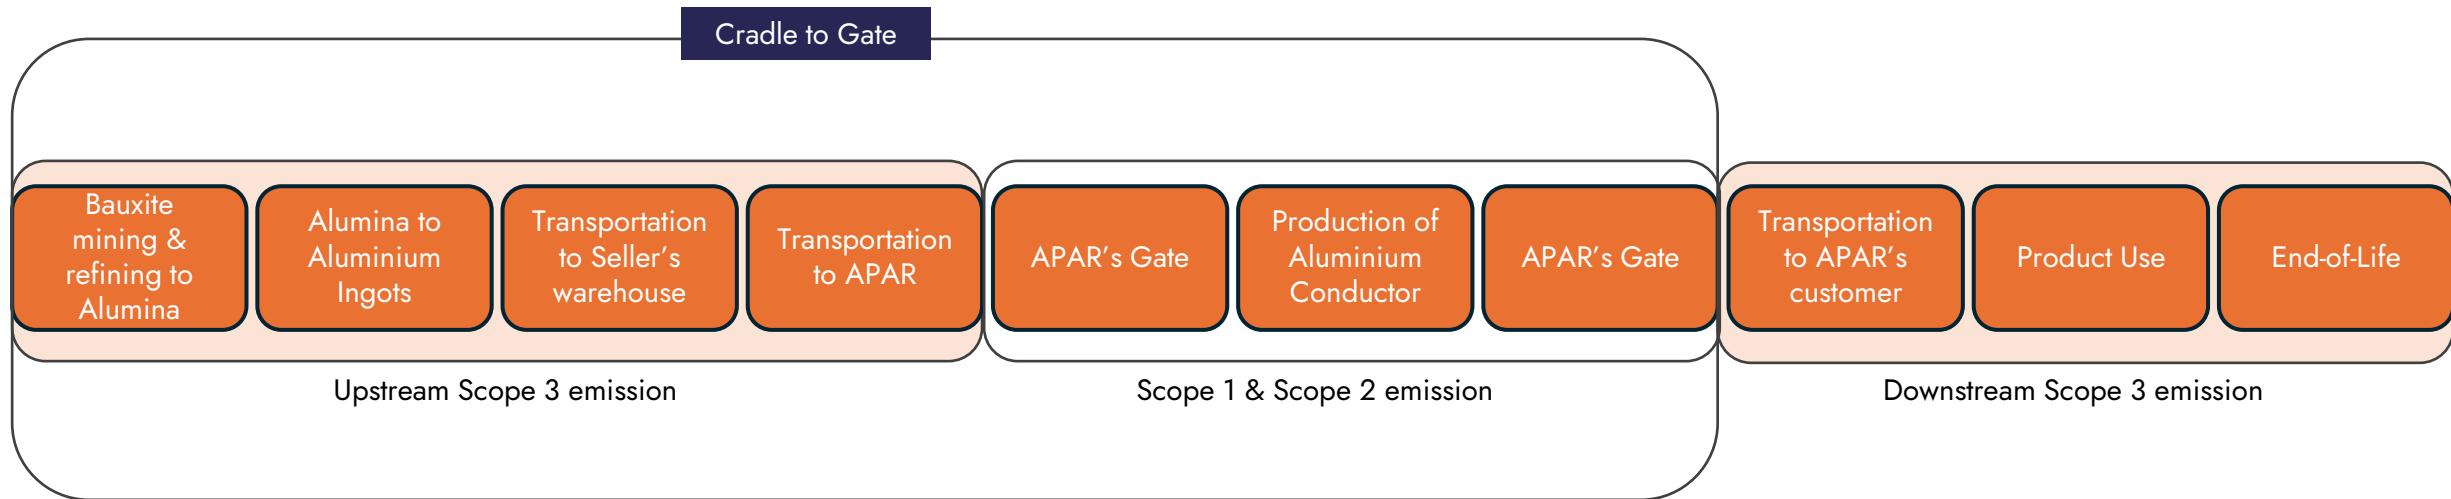 Cradle to Gate
Bauxite
mining &
refining to
Alumina
Alumina to
Aluminium
Ingots
Transportation
to Seller's
warehouse
Transportation
to APAR
APAR's Gate
Production of
Aluminium
Conductor
APAR's Gate
Transportation
to APAR's
customer
Product Use
End-of-Life
Upstream Scope 3 emission
Scope 1 & Scope 2 emission
Downstream Scope 3 emission